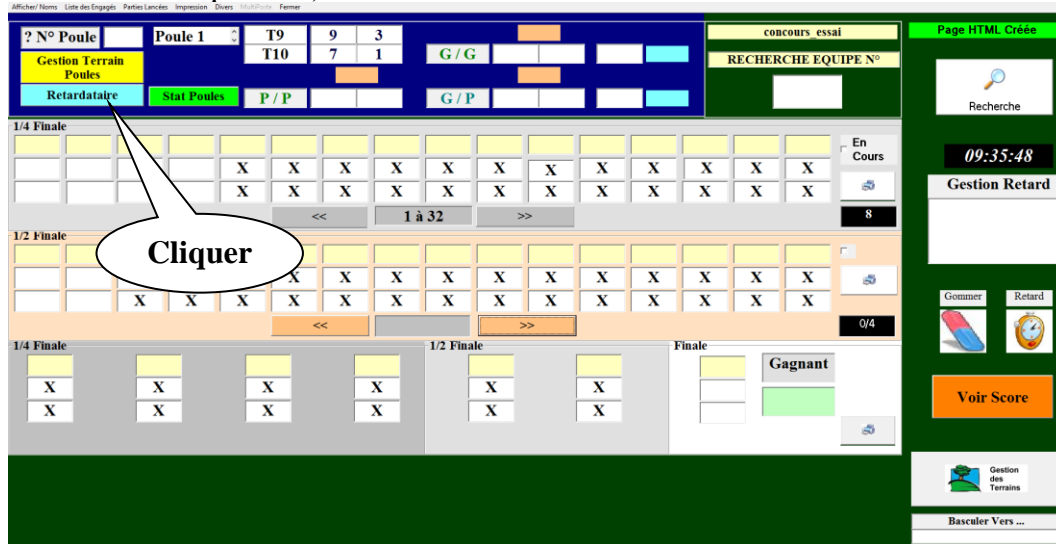 Afficher/ Noms Liste des Engagés Parties Lancées Impression Divers MultiPoste Fermer
? N° Poule Poule 1 T9 9 3 concours_essai Page HTML Créée
T10 7 1 G / G RECHERCHE EQUIPE N°
Gestion Terrain
Poules
Retardataire Stat Poules P / P G / P Recherche
1/4 Finale
En
Cours
X X X X X X X X X X X X
X X X X X X X X X X X X
09:35:48
Gestion Retard
<< 1 à 32 >> 8
Cliquer
1/2 Finale
X X X X X X X X X X X
X X X X X X X X X X X X X X
<< >> 0/4
Gommer Retard
1/4 Finale 1/2 Finale Finale
Gagnant
X X X X X X
X X X X X X
Voir Score
Gestion
des
Terrains
Basculer Vers ...